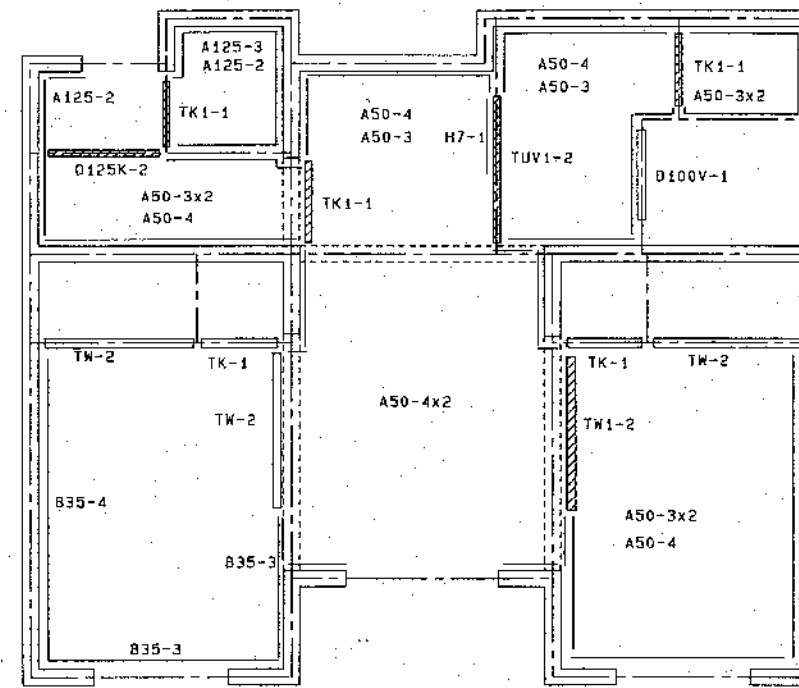 A125-3
A125-2
A125-2
TK1-1
D125K-2
A50-3x2
A50-4
A50-4
A50-3
H7-1
TK1-1
A50-4
A50-3
TUV1-2
TK1-1
A50-3x2
D100V-1
TW-2
TK-1
TW-2
A50-4x2
TK-1
TW-2
TW1-2
B35-4
B35-3
B35-3
A50-3x2
A50-4